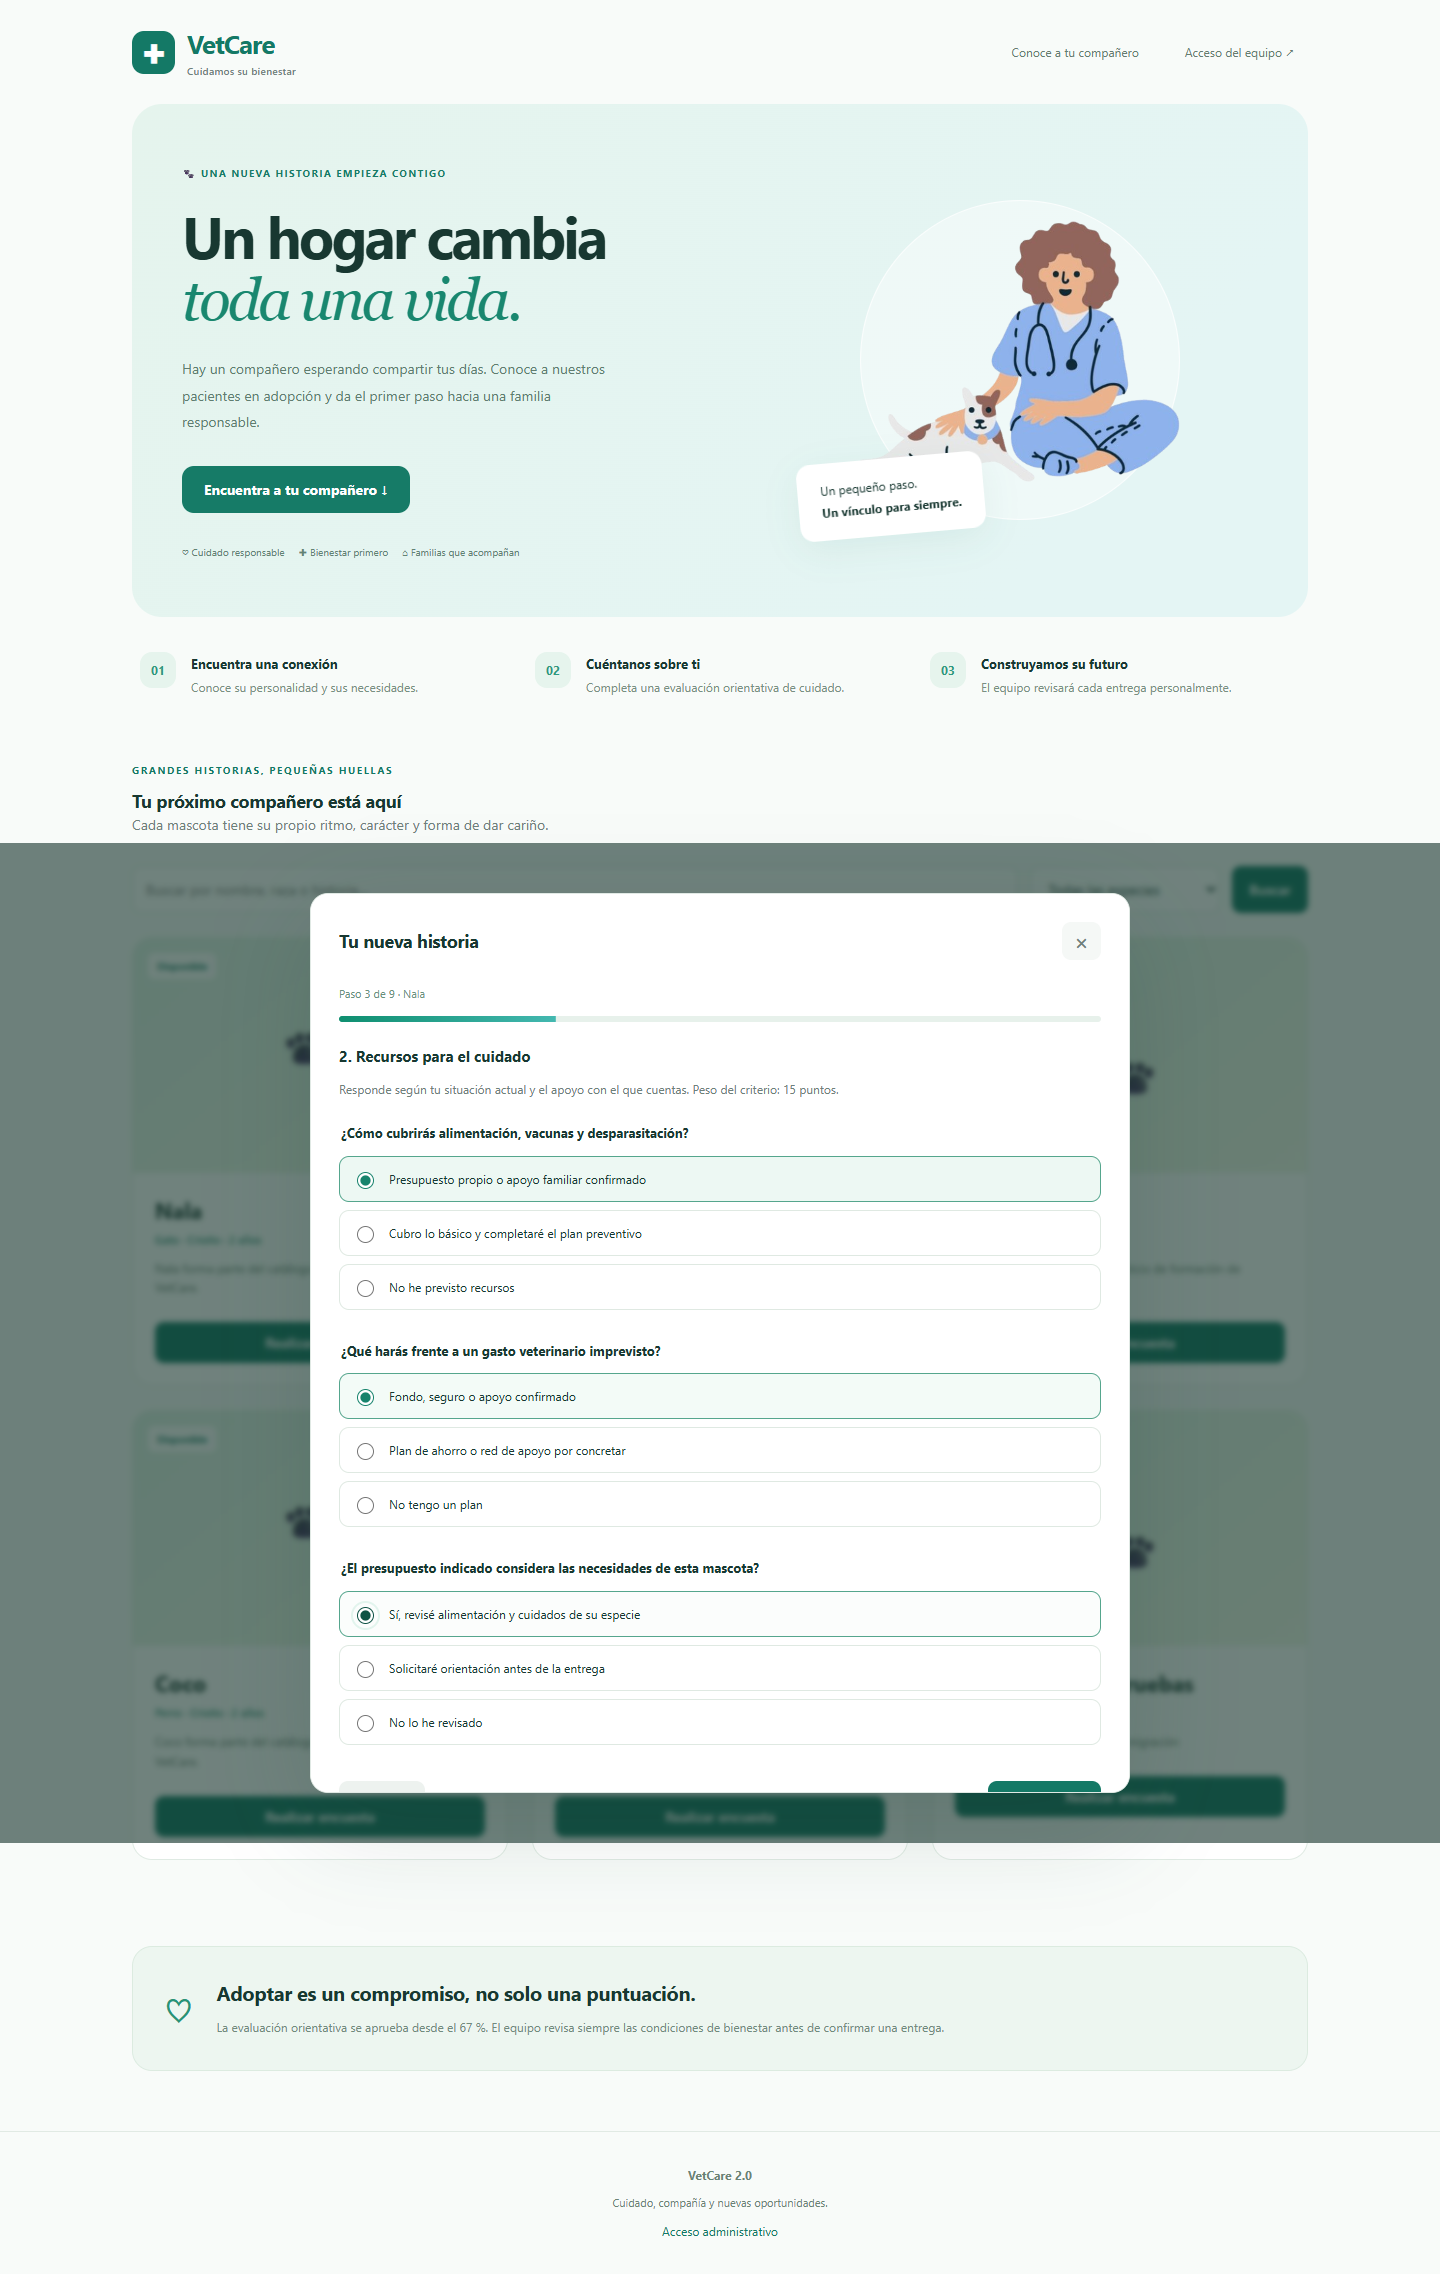 VetCare
Cuidamos su bienestar
Conoce a tu compañero
Acceso del equipo ↗
UNA NUEVA HISTORIA EMPIEZA CONTIGO
Un hogar cambia
toda una vida.
Hay un compañero esperando compartir tus días. Conoce a nuestros
pacientes en adopción y da el primer paso hacia una familia
responsable.
Encuentra a tu compañero ↓
♡ Cuidado responsable
✚ Bienestar primero
⌂ Familias que acompañan
Un pequeño paso.
Un vínculo para siempre.
01
Encuentra una conexión
Conoce su personalidad y sus necesidades.
02
Cuéntanos sobre ti
Completa una evaluación orientativa de cuidado.
03
Construyamos su futuro
El equipo revisará cada entrega personalmente.
GRANDES HISTORIAS, PEQUEÑAS HUELLAS
Tu próximo compañero está aquí
Cada mascota tiene su propio ritmo, carácter y forma de dar cariño.
Buscar
Disponible
Nala
Disponible
Coco
Realizar encuesta
Realizar encuesta
Realizar encuesta
Tu nueva historia
×
Paso 3 de 9 · Nala
2. Recursos para el cuidado
Responde según tu situación actual y el apoyo con el que cuentas. Peso del criterio: 15 puntos.
¿Cómo cubrirás alimentación, vacunas y desparasitación?
Presupuesto propio o apoyo familiar confirmado
Cubro lo básico y completaré el plan preventivo
No he previsto recursos
¿Qué harás frente a un gasto veterinario imprevisto?
Fondo, seguro o apoyo confirmado
Plan de ahorro o red de apoyo por concretar
No tengo un plan
¿El presupuesto indicado considera las necesidades de esta mascota?
Sí, revisé alimentación y cuidados de su especie
Solicitaré orientación antes de la entrega
No lo he revisado
Adoptar es un compromiso, no solo una puntuación.
La evaluación orientativa se aprueba desde el 67 %. El equipo revisa siempre las condiciones de bienestar antes de confirmar una entrega.
VetCare 2.0
Cuidado, compañía y nuevas oportunidades.
Acceso administrativo